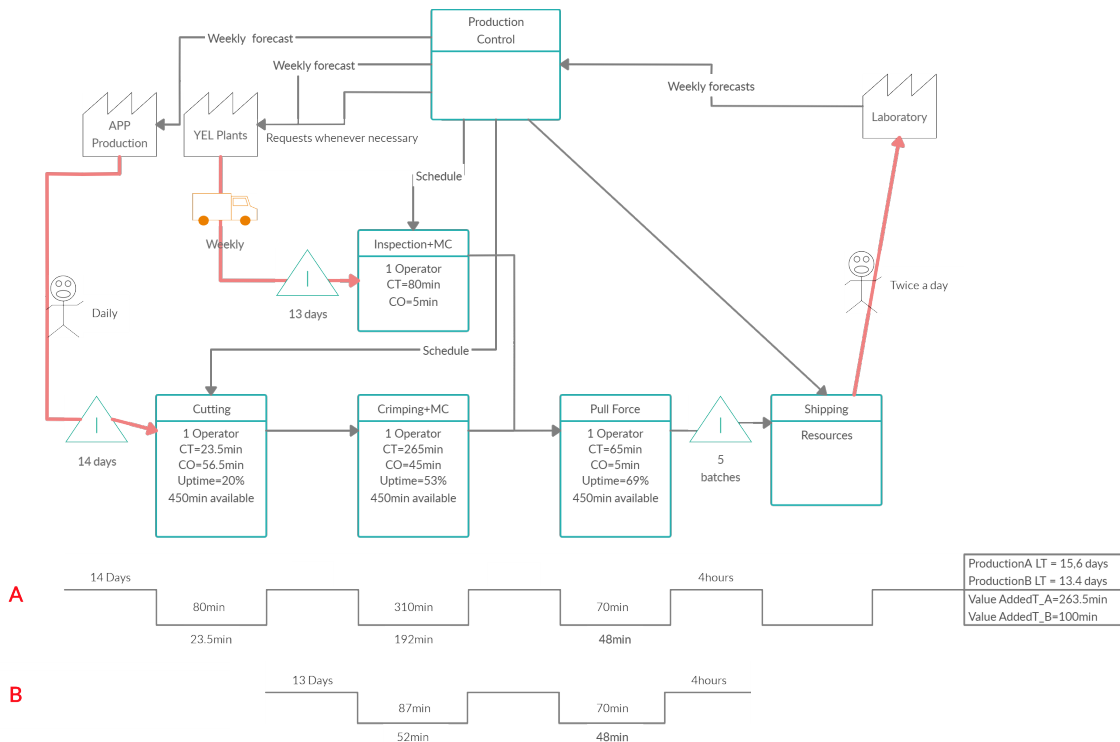 Production
Control
Weekly forecast
Weekly forecast
Weekly forecasts
Requests whenever necessary
APP
Production
YEL Plants
Laboratory
Schedule
Weekly
Inspection+MC
1 Operator
CT=80min
CO=5min
I
13 days
Daily
Twice a day
Schedule
I
14 days
Cutting
1 Operator
CT=23.5min
CO=56.5min
Uptime=20%
450min available
Crimping+MC
1 Operator
CT=265min
CO=45min
Uptime=53%
450min available
Pull Force
1 Operator
CT=65min
CO=5min
Uptime=69%
450min available
I
5
batches
Shipping
Resources
A
14 Days
80min
23.5min
310min
192min
70min
48min
4hours
ProductionA LT = 15,6 days
ProductionB LT = 13.4 days
Value AddedT_A=263.5min
Value AddedT_B=100min
B
13 Days
87min
52min
70min
48min
4hours